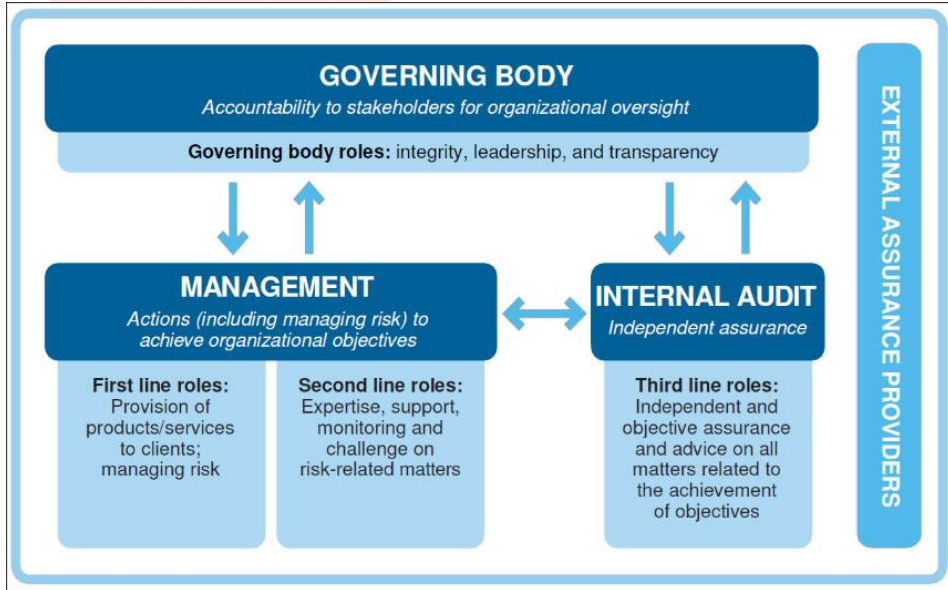 GOVERNING BODY
Accountability to stakeholders for organizational oversight
Governing body roles: integrity, leadership, and transparency
MANAGEMENT
Actions (including managing risk) to
achieve organizational objectives
First line roles:
Provision of
products/services
to clients;
managing risk
Second line roles:
Expertise, support,
monitoring and
challenge on
risk-related matters
INTERNAL AUDIT
Independent assurance
Third line roles:
Independent and
objective assurance
and advice on all
matters related to
the achievement
of objectives
EXTERNAL ASSURANCE PROVIDERS